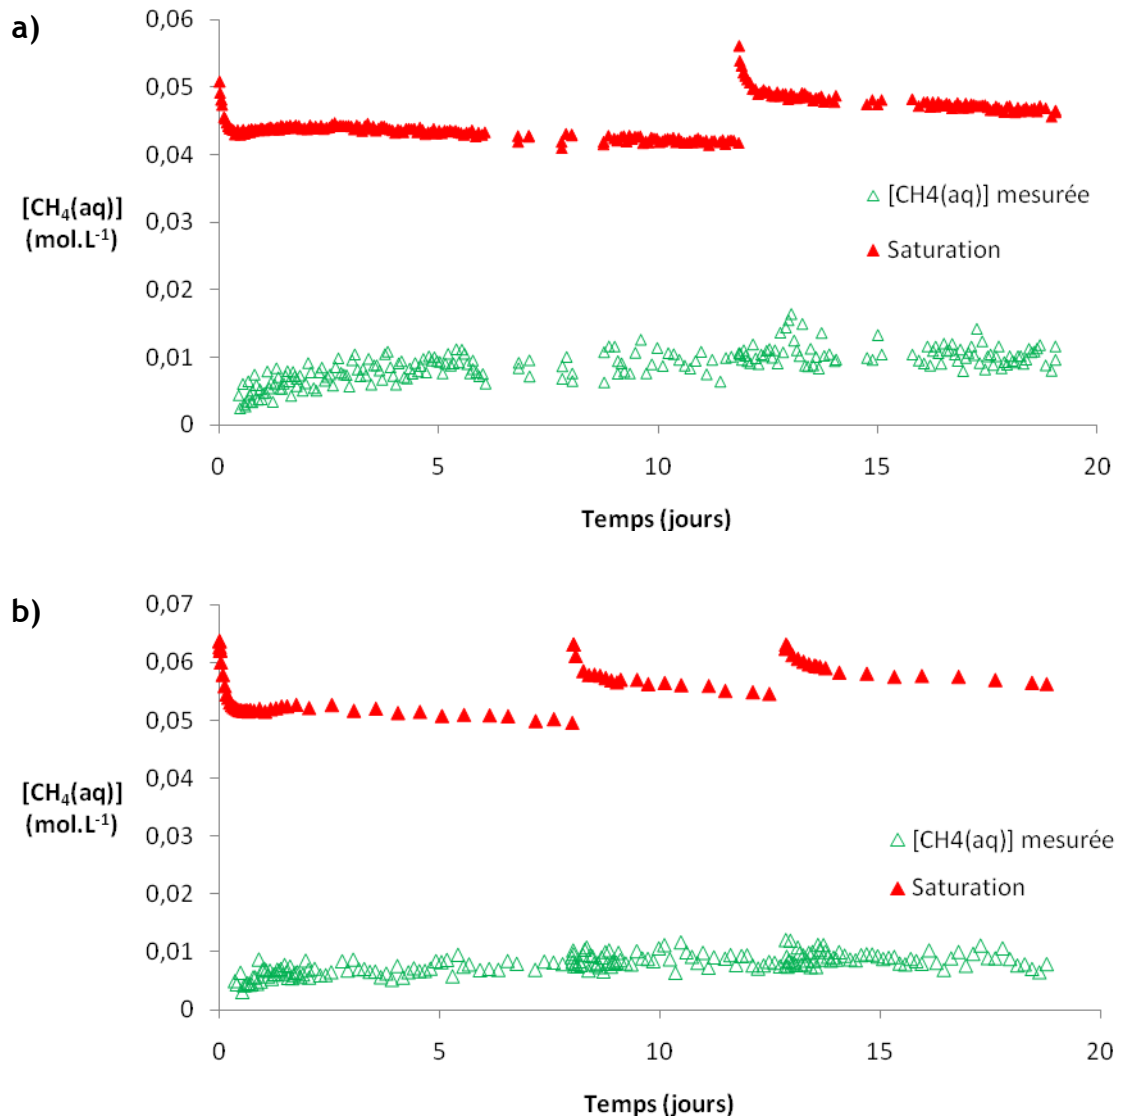 a)
0,06
0,05
0,04
0,03
0,02
0,01
0
[CH₄(aq)]
(mol.L⁻¹)
[CH4(aq)] mesurée
Saturation
0 5 10 15 20
Temps (jours)
b)
0,07
0,06
0,05
0,04
0,03
0,02
0,01
0
[CH₄(aq)]
(mol.L⁻¹)
[CH4(aq)] mesurée
Saturation
0 5 10 15 20
Temps (jours)